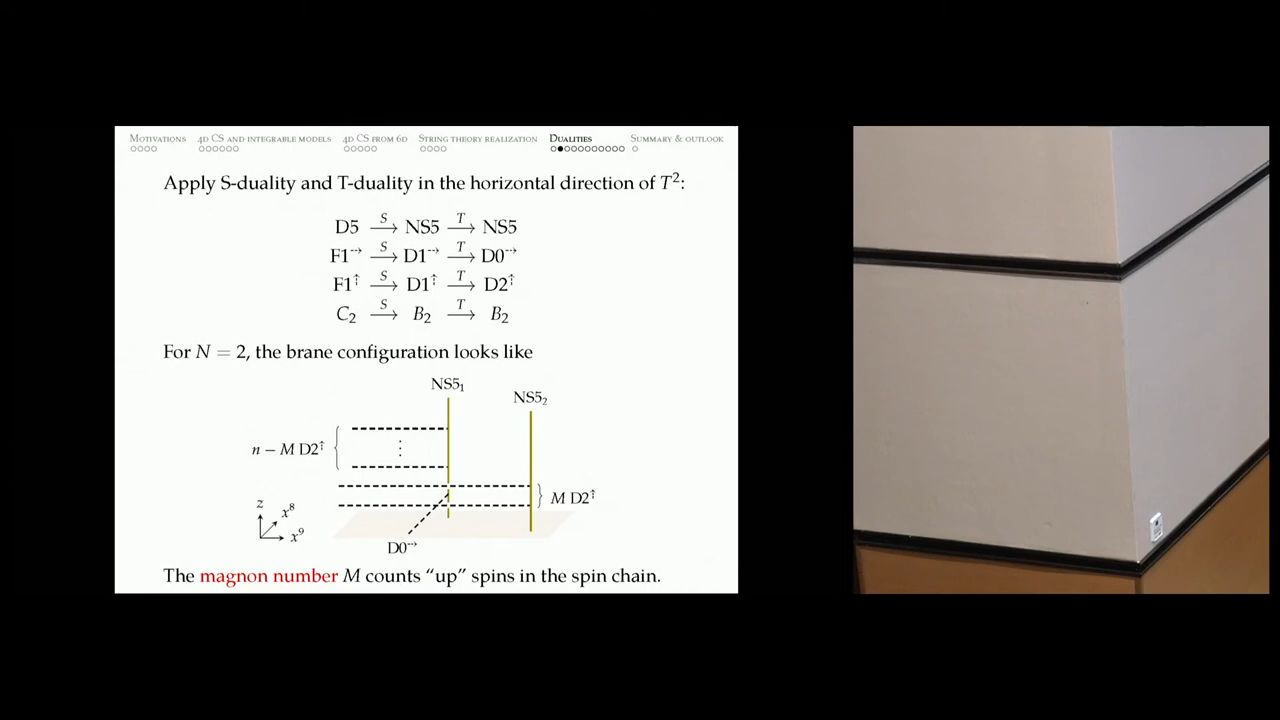 MOTIVATIONS 4D CS AND INTEGRABLE MODELS 4D CS FROM 6D STRING THEORY REALIZATION DUALITIES SUMMARY & OUTLOOK
Apply S-duality and T-duality in the horizontal direction of T²:
D5 —S→ NS5 —T→ NS5
F1⇢ —S→ D1⇢ —T→ D0⇢
F1⇡ —S→ D1⇡ —T→ D2⇡
C₂ —S→ B₂ —T→ B₂
For N = 2, the brane configuration looks like
NS5₁
NS5₂
n − M D2⇡ {
⋮
} M D2⇡
z
x⁸
x⁹
D0⇢
The magnon number M counts “up” spins in the spin chain.